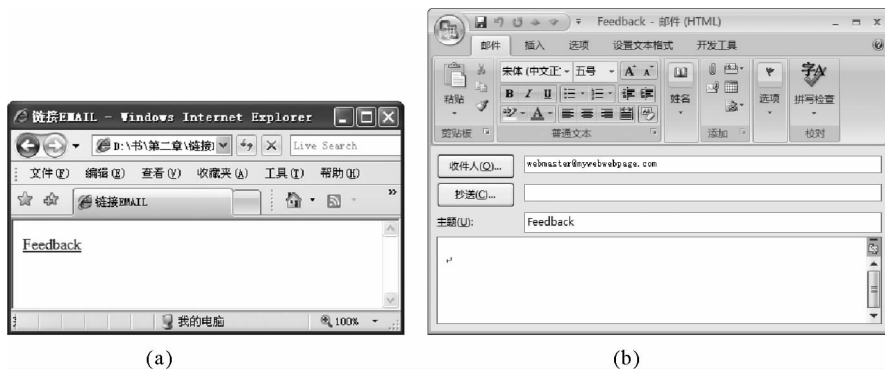 链接EMAIL - Windows Internet Explorer
D:\书\第二章\链接
Live Search
文件(F) 编辑(E) 查看(V) 收藏夹(A) 工具(T) 帮助(H)
链接EMAIL
Feedback
我的电脑
100%
(a)
Feedback - 邮件 (HTML)
邮件 插入 选项 设置文本格式 开发工具
粘贴
宋体 (中文正 五号
B I U
姓名
选项
拼写检查
剪贴板
普通文本
添加
校对
收件人(O)...
webmaster@mywebwebpage.com
抄送(C)...
主题(U):
Feedback
(b)